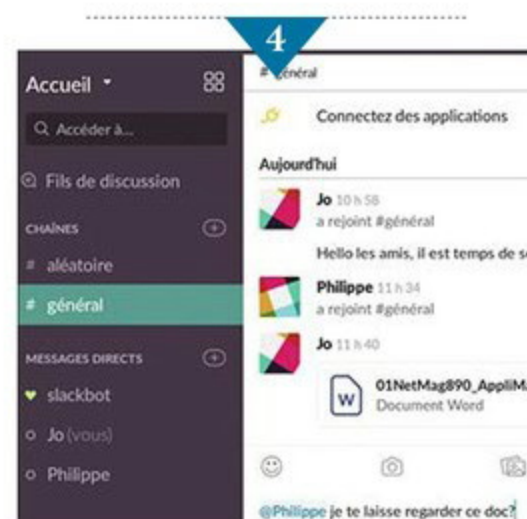 4
Accueil
Accéder à...
Fils de discussion
CHAÎNES
# aléatoire
# général
MESSAGES DIRECTS
slackbot
Jo (vous)
Philippe
# général
Connectez des applications
Aujourd'hui
Jo 10 h 58
a rejoint #général
Hello les amis, il est temps de
Philippe 11 h 34
a rejoint #général
Jo 11 h 40
W
01NetMag890_AppliMa
Document Word
@Philippe je te laisse regarder ce doc?